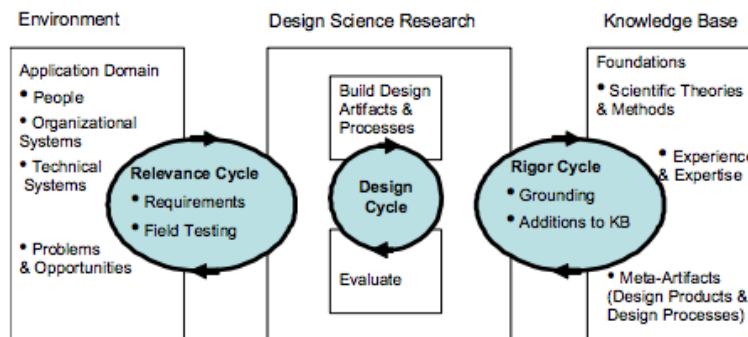 Environment
Design Science Research
Knowledge Base
Application Domain
• People
• Organizational
Systems
• Technical
Systems
• Problems
& Opportunities
Relevance Cycle
• Requirements
• Field Testing
Build Design
Artifacts &
Processes
Design
Cycle
Evaluate
Rigor Cycle
• Grounding
• Additions to KB
Foundations
• Scientific Theories
& Methods
• Experience
& Expertise
• Meta-Artifacts
(Design Products &
Design Processes)